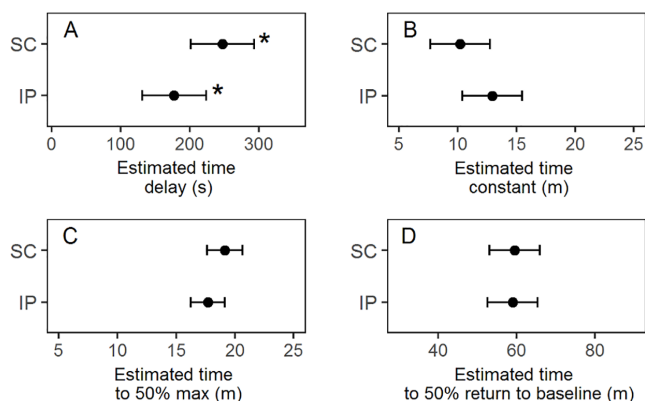 A
SC
*
IP
*
0 100 200 300
Estimated time
delay (s)
B
SC
IP
5 10 15 20 25
Estimated time
constant (m)
C
SC
IP
5 10 15 20 25
Estimated time
to 50% max (m)
D
SC
IP
40 60 80
Estimated time
to 50% return to baseline (m)